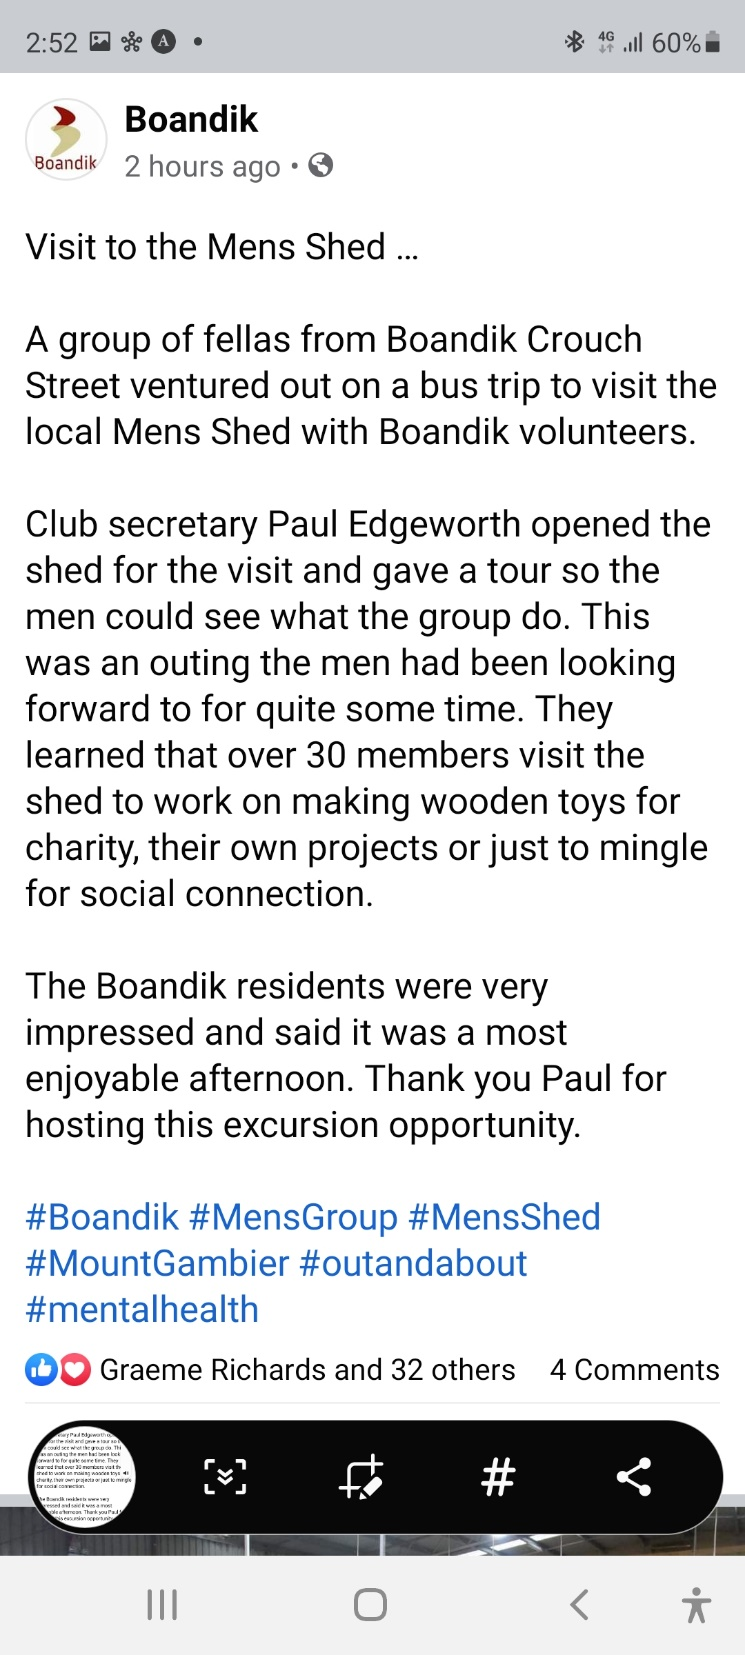 2:52 A 4G 60%
Boandik
Boandik
2 hours ago •
Visit to the Mens Shed ...
A group of fellas from Boandik Crouch
Street ventured out on a bus trip to visit the
local Mens Shed with Boandik volunteers.
Club secretary Paul Edgeworth opened the
shed for the visit and gave a tour so the
men could see what the group do. This
was an outing the men had been looking
forward to for quite some time. They
learned that over 30 members visit the
shed to work on making wooden toys for
charity, their own projects or just to mingle
for social connection.
The Boandik residents were very
impressed and said it was a most
enjoyable afternoon. Thank you Paul for
hosting this excursion opportunity.
#Boandik #MensGroup #MensShed
#MountGambier #outandabout
#mentalhealth
Graeme Richards and 32 others 4 Comments
#